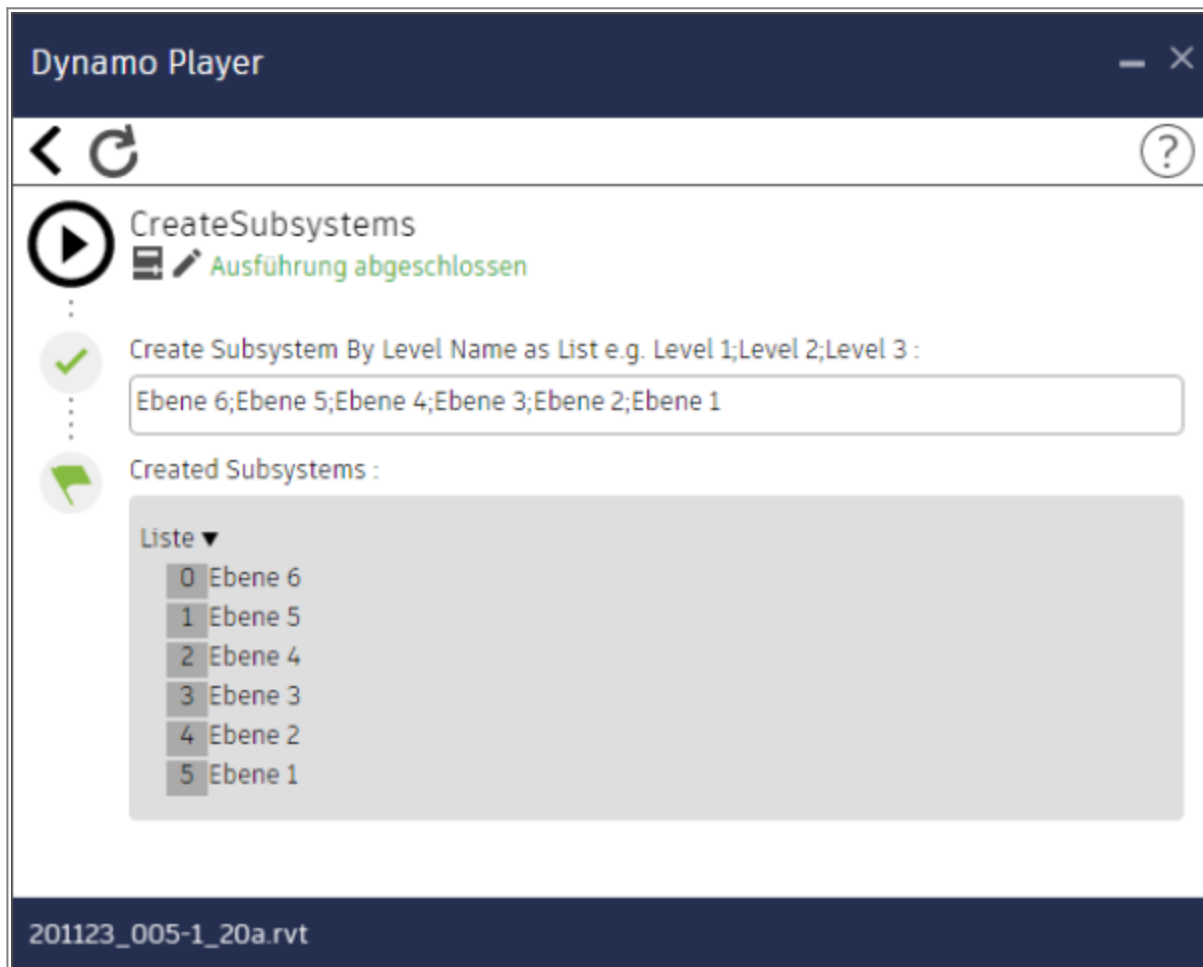 Dynamo Player
?
CreateSubsystems
Ausführung abgeschlossen
Create Subsystem By Level Name as List e.g. Level 1;Level 2;Level 3 :
Ebene 6;Ebene 5;Ebene 4;Ebene 3;Ebene 2;Ebene 1
Created Subsystems :
Liste ▼
0 Ebene 6
1 Ebene 5
2 Ebene 4
3 Ebene 3
4 Ebene 2
5 Ebene 1
201123_005-1_20a.rvt